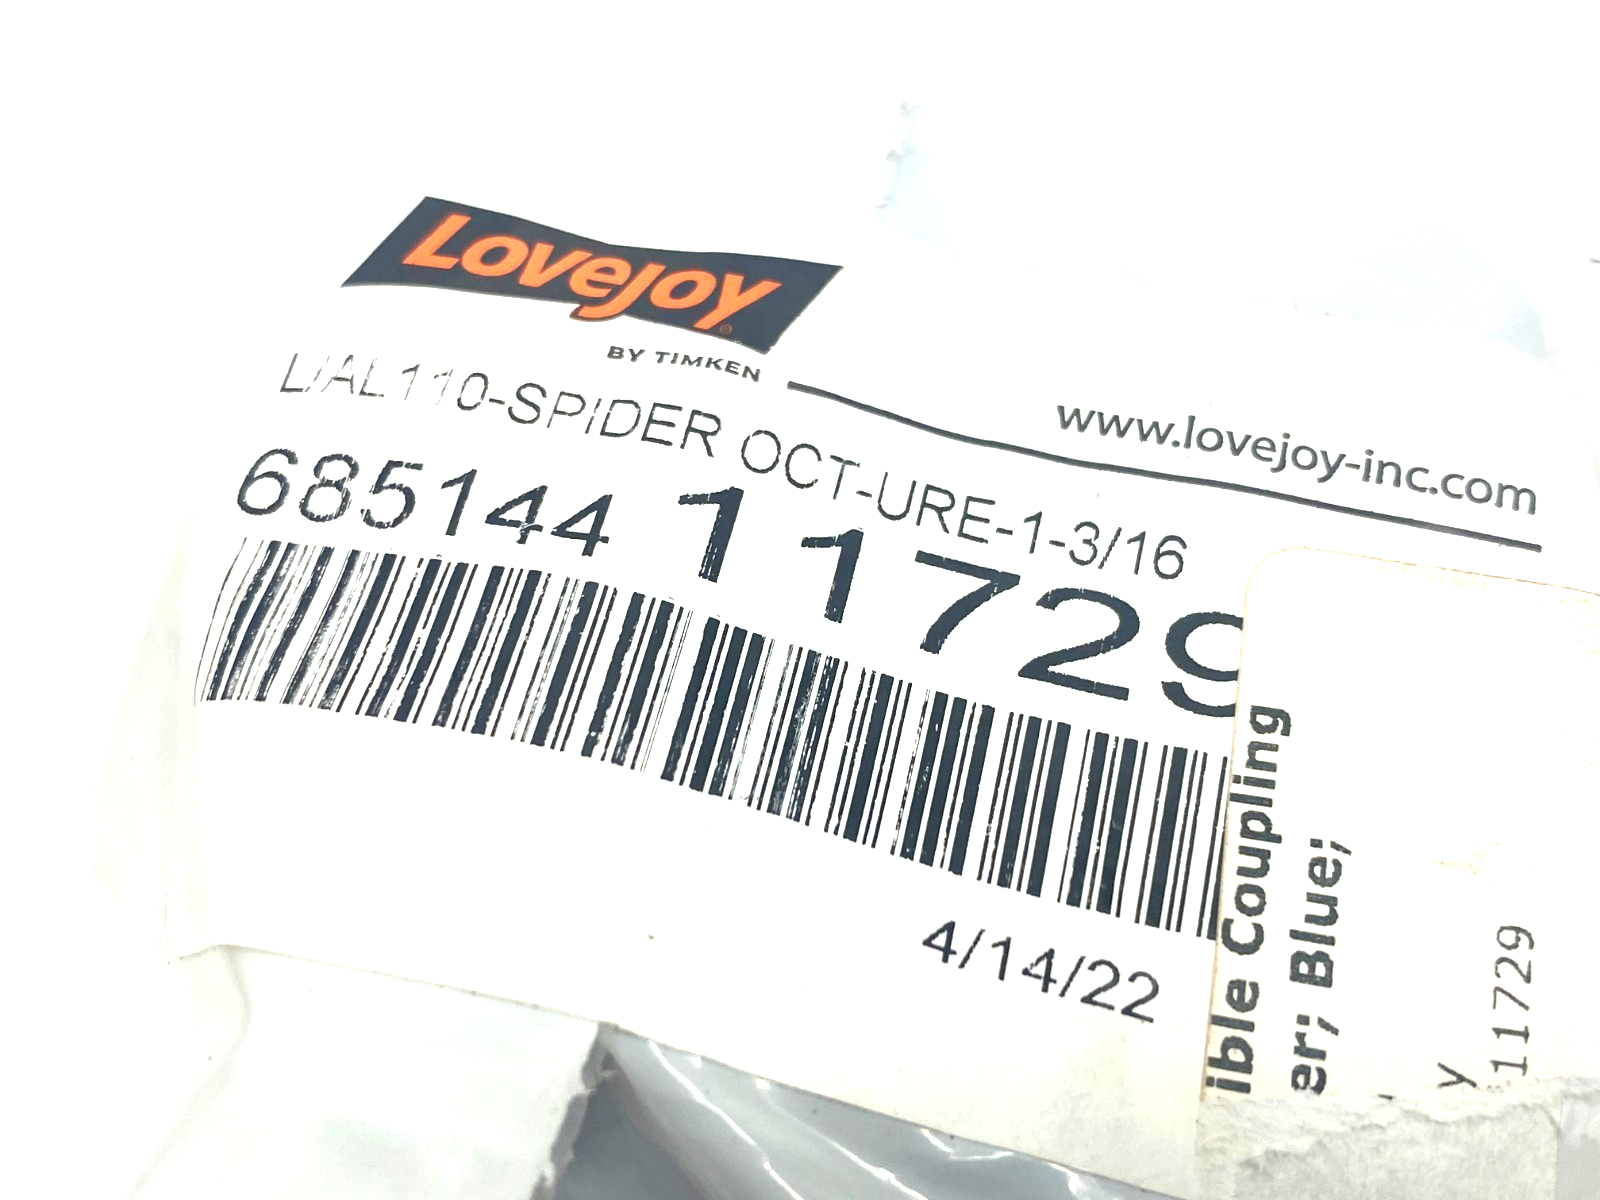 Lovejoy®
BY TIMKEN
www.lovejoy-inc.com
L/AL110-SPIDER OCT-URE-1-3/16
685144 11729
4/14/22
ible Coupling
er; Blue;
y
11729